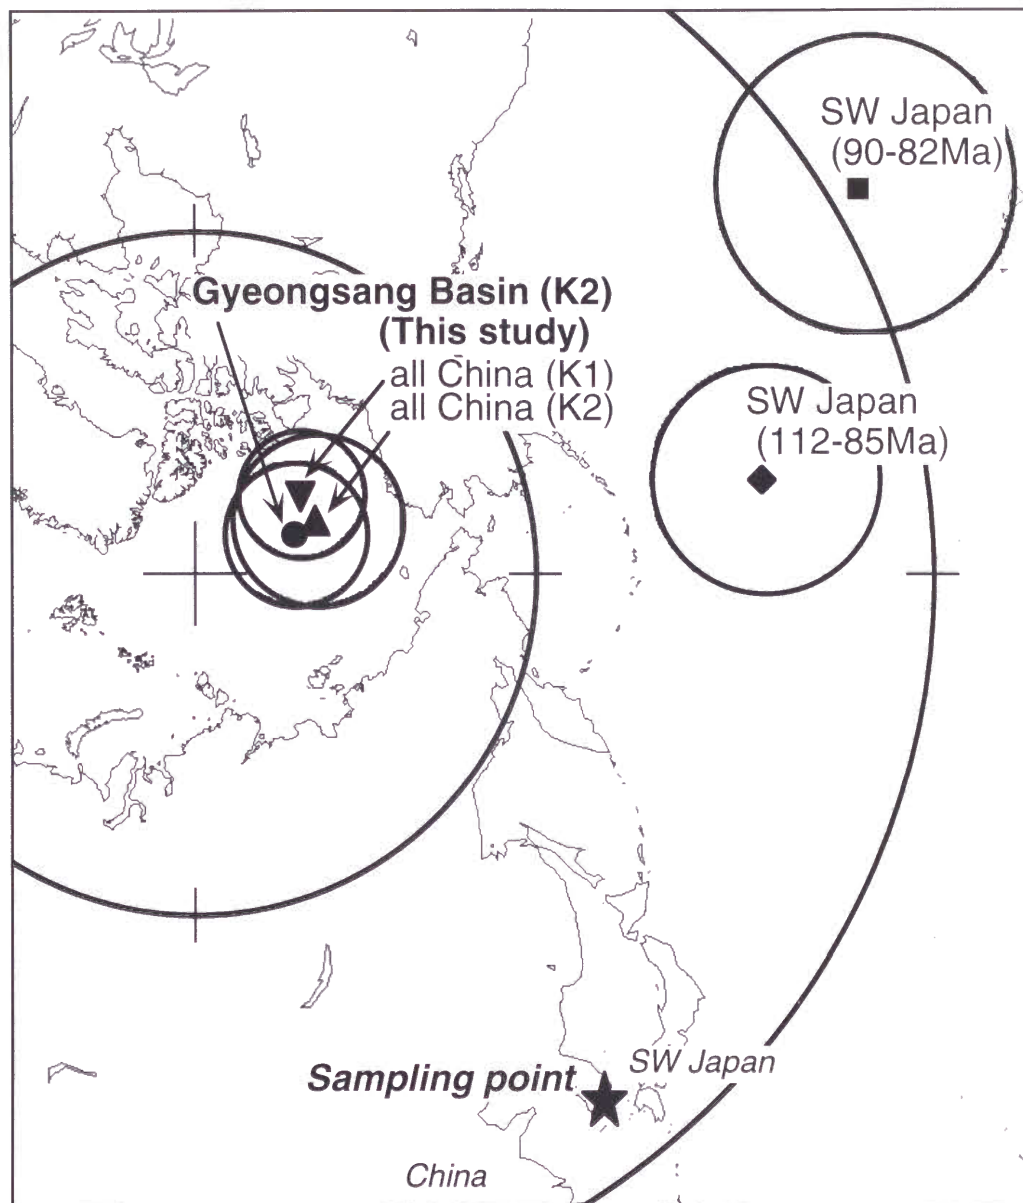 SW Japan
(90-82Ma)
Gyeongsang Basin (K2)
(This study)
all China (K1)
all China (K2)
SW Japan
(112-85Ma)
Sampling point
SW Japan
China